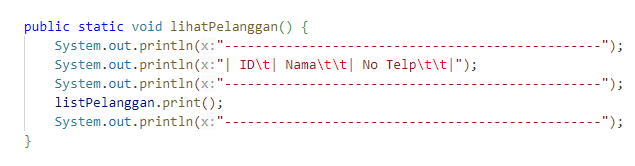 public static void lihatPelanggan() {
System.out.println(x:"------------------------------------------------");
System.out.println(x:"| ID\t| Nama\t\t| No Telp\t\t|");
System.out.println(x:"------------------------------------------------");
listPelanggan.print();
System.out.println(x:"------------------------------------------------");
}